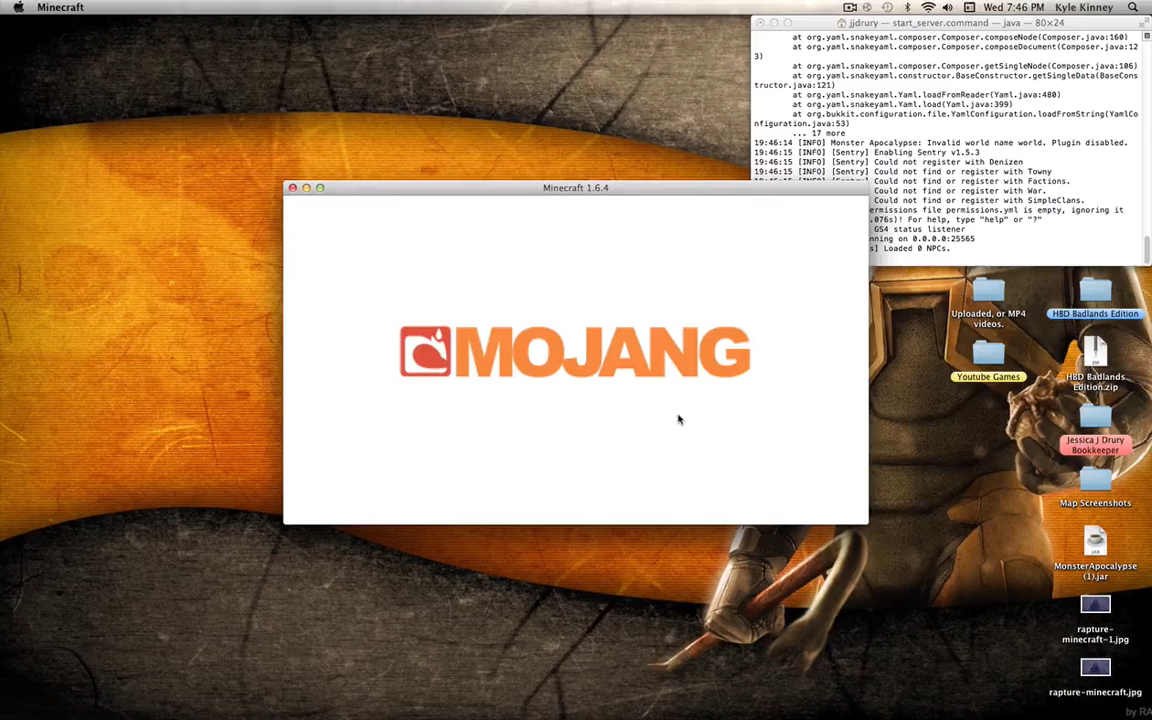 Minecraft
Wed 7:46 PM
Kyle Kinney
jjdrury — start_server.command — java — 80×24
at org.yaml.snakeyaml.composer.Composer.composeNode(Composer.java:160)
at org.yaml.snakeyaml.composer.Composer.composeDocument(Composer.java:12
3)
at org.yaml.snakeyaml.composer.Composer.getSingleNode(Composer.java:106)
at org.yaml.snakeyaml.constructor.BaseConstructor.getSingleData(BaseCons
tructor.java:121)
at org.yaml.snakeyaml.Yaml.loadFromReader(Yaml.java:480)
at org.yaml.snakeyaml.Yaml.load(Yaml.java:399)
at org.bukkit.configuration.file.YamlConfiguration.loadFromString(YamlCo
nfiguration.java:53)
... 17 more
19:46:14 [INFO] Monster Apocalypse: Invalid world name world. Plugin disabled.
19:46:15 [INFO] [Sentry] Enabling Sentry v1.5.3
19:46:15 [INFO] [Sentry] Could not register with Denizen
19:46:15 [INFO] [Sentry] Could not find or register with Towny
Could not find or register with Factions.
Could not find or register with War.
Could not find or register with SimpleClans.
ermissions file permissions.yml is empty, ignoring it
.076s)! For help, type "help" or "?"
GS4 status listener
nning on 0.0.0.0:25565
s] Loaded 0 NPCs.
Minecraft 1.6.4
MOJANG
Uploaded, or MP4
videos.
HBD Badlands Edition
Youtube Games
HBD Badlands
Edition.zip
Jessica J Drury
Bookkeeper
Map Screenshots
JAR
MonsterApocalypse
(1).jar
rapture-
minecraft-1.jpg
rapture-minecraft.jpg
by RA